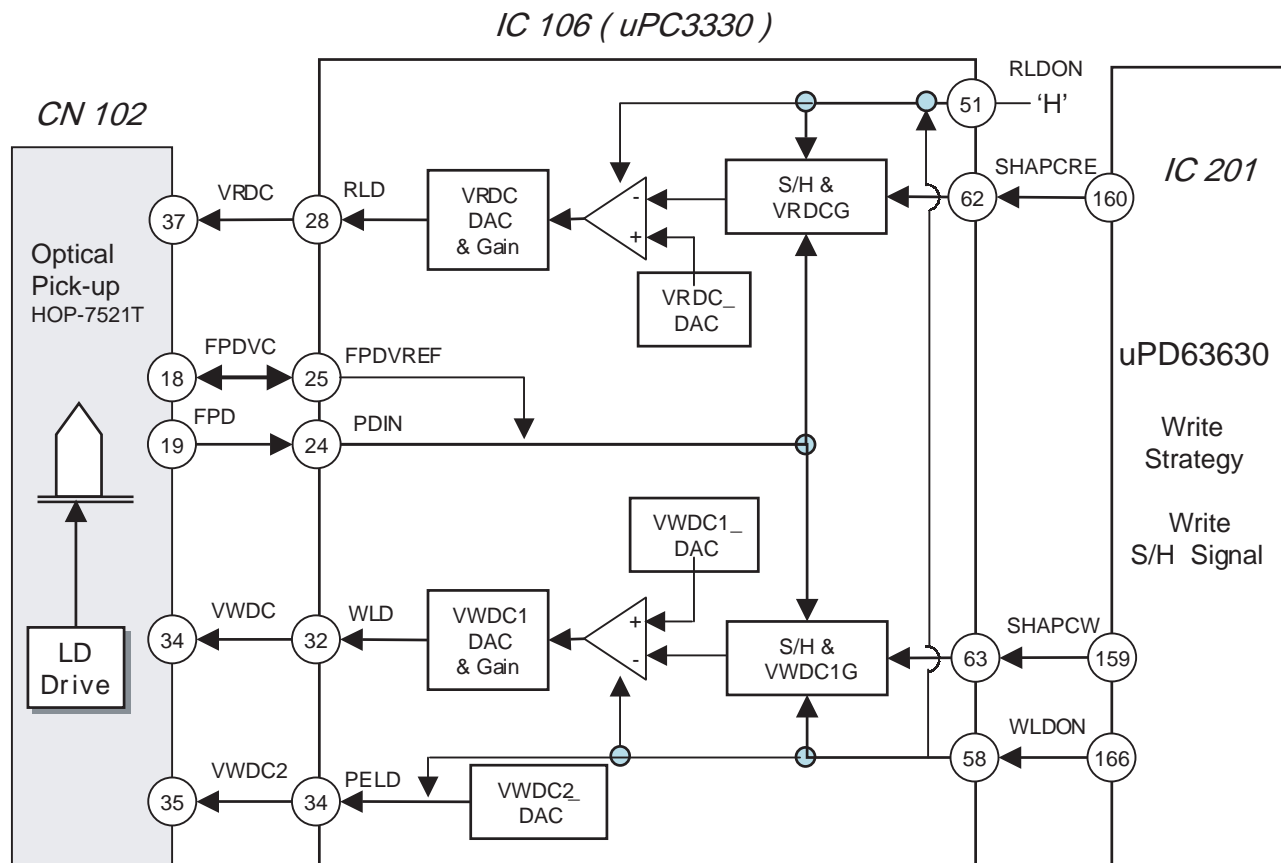 IC 106 ( uPC3330 )
CN 102
IC 201
RLDON
51
'H'
VRDC
RLD
VRDC
DAC
& Gain
-
+
S/H &
VRDCG
SHAPCRE
37
28
62
160
Optical
Pick-up
HOP-7521T
VRDC_
DAC
uPD63630
FPDVC
FPDVREF
18
25
FPD
PDIN
19
24
Write
Strategy
Write
S/H Signal
VWDC1_
DAC
VWDC
WLD
VWDC1
DAC
& Gain
+
-
S/H &
VWDC1G
SHAPCW
34
32
63
159
LD
Drive
WLDON
58
166
VWDC2
PELD
VWDC2_
DAC
35
34